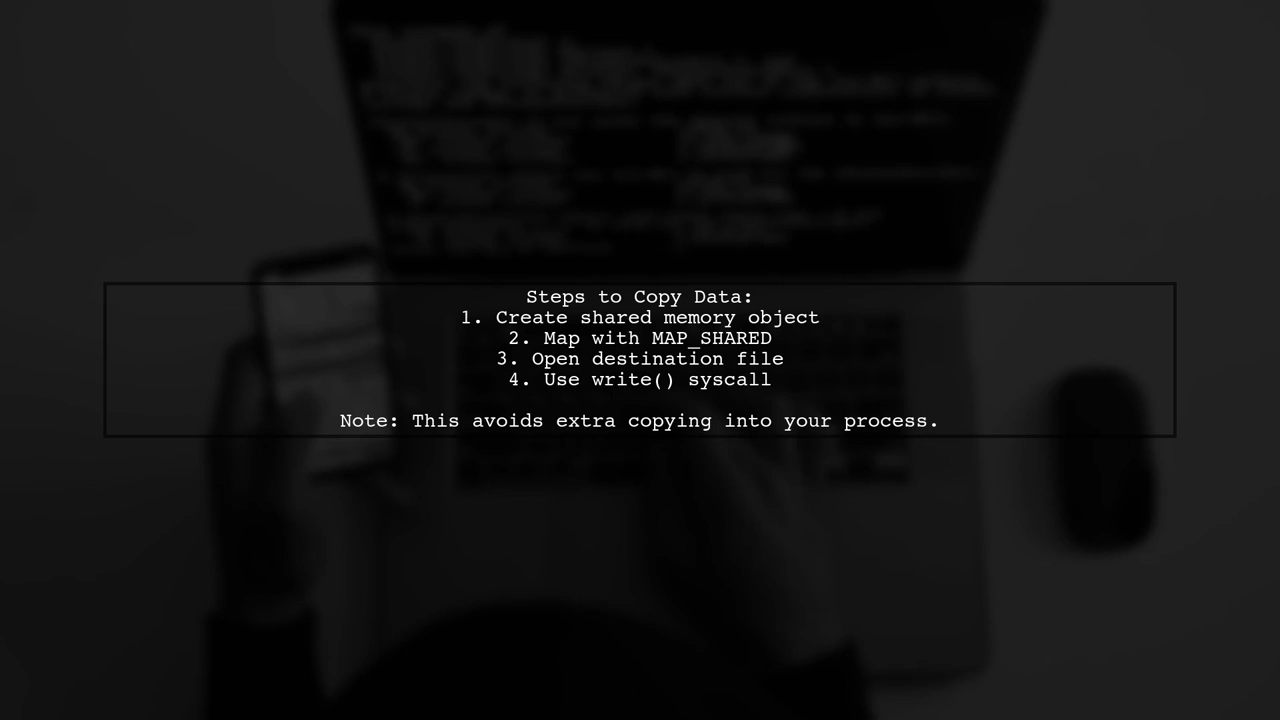 Steps to Copy Data:
1. Create shared memory object
2. Map with MAP_SHARED
3. Open destination file
4. Use write() syscall
Note: This avoids extra copying into your process.